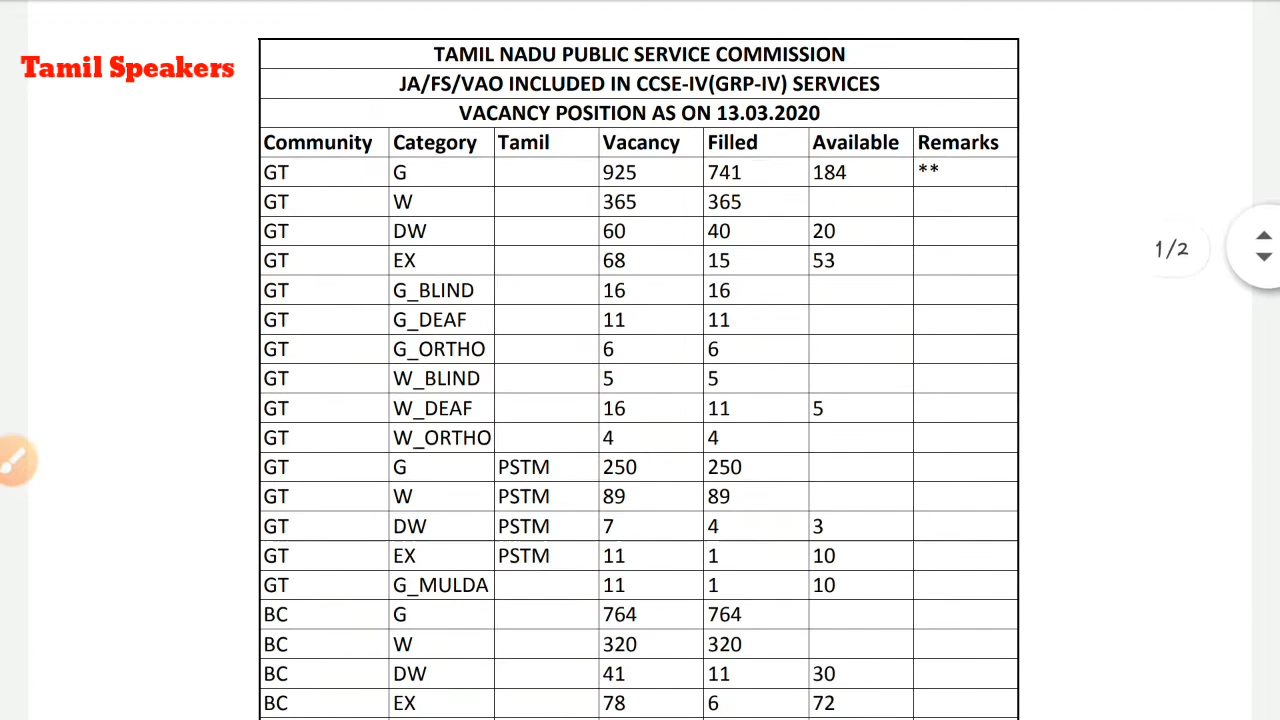 Tamil Speakers
TAMIL NADU PUBLIC SERVICE COMMISSION
JA/FS/VAO INCLUDED IN CCSE-IV(GRP-IV) SERVICES
VACANCY POSITION AS ON 13.03.2020
Community Category Tamil Vacancy Filled Available Remarks
GT G 925 741 184 **
GT W 365 365
GT DW 60 40 20
GT EX 68 15 53
GT G_BLIND 16 16
GT G_DEAF 11 11
GT G_ORTHO 6 6
GT W_BLIND 5 5
GT W_DEAF 16 11 5
GT W_ORTHO 4 4
GT G PSTM 250 250
GT W PSTM 89 89
GT DW PSTM 7 4 3
GT EX PSTM 11 1 10
GT G_MULDA 11 1 10
BC G 764 764
BC W 320 320
BC DW 41 11 30
BC EX 78 6 72
1/2